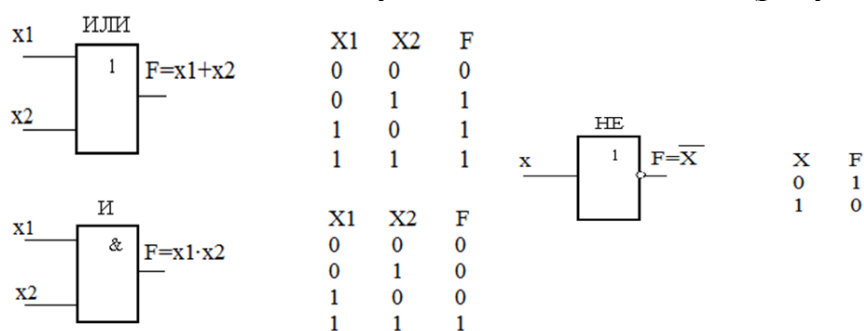 ИЛИ
x1
1
F=x1+x2
x2
X1 X2 F
0 0 0
0 1 1
1 0 1
1 1 1
И
x1
&
F=x1·x2
x2
X1 X2 F
0 0 0
0 1 0
1 0 0
1 1 1
НЕ
x
1
F=X̅
X F
0 1
1 0